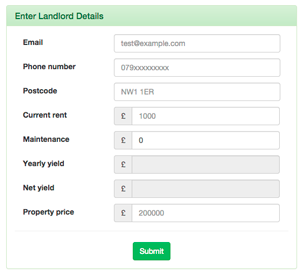 Enter Landlord Details
Email test@example.com
Phone number 079xxxxxxxxx
Postcode NW1 1ER
Current rent £ 1000
Maintenance £ 0
Yearly yield £
Net yield £
Property price £ 200000
Submit